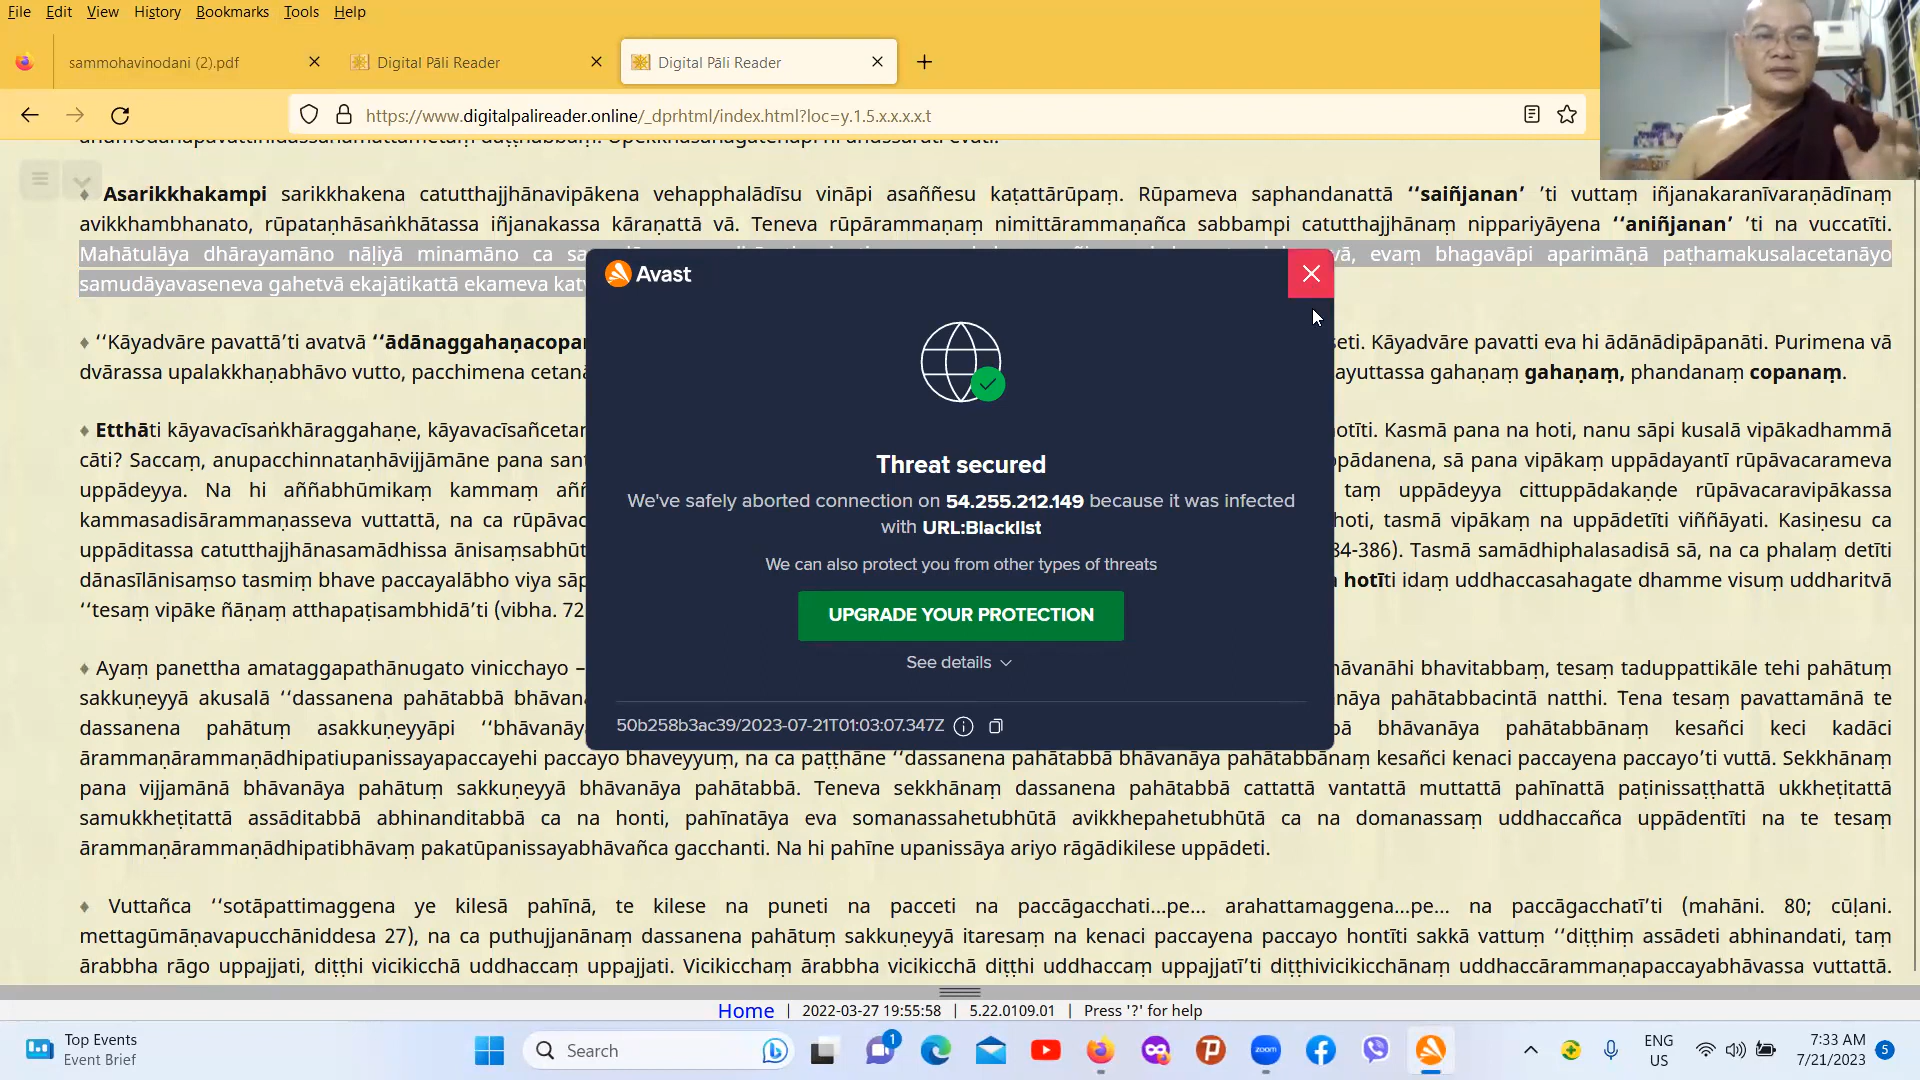 File Edit View History Bookmarks Tools Help
sammohavinodani (2).pdf Digital Pāli Reader Digital Pāli Reader
https://www.digitalpalireader.online/_dprhtml/index.html?loc=y.1.5.x.x.x.x.t
♦ Asarikkhakampi sarikkhakena catutthajjhānavipākena vehapphalādīsu vināpi asaññesu kaṭattārūpaṃ. Rūpameva saphandanattā ‘‘saiñjanan’ ’ti vuttaṃ iñjanakaranīvaraṇādīnaṃ
avikkhambhanato, rūpataṇhāsaṅkhātassa iñjanakassa kāraṇattā vā. Teneva rūpārammaṇaṃ nimittārammaṇañca sabbampi catutthajjhānaṃ nippariyāyena ‘‘aniñjanan’ ’ti na vuccatīti.
Mahātulāya dhārayamāno nāḷiyā minamāno ca sa vā, evaṃ bhagavāpi aparimāṇā paṭhamakusalacetanāyo
samudāyavaseneva gahetvā ekajātikattā ekameva kat
Avast
Threat secured
We've safely aborted connection on 54.255.212.149 because it was infected
with URL:Blacklist
We can also protect you from other types of threats
UPGRADE YOUR PROTECTION
See details
50b258b3ac39/2023-07-21T01:03:07.347Z
♦ ‘‘Kāyadvāre pavattā’ti avatvā ‘‘ādānaggahaṇacopan seti. Kāyadvāre pavatti eva hi ādānādipāpanāti. Purimena vā
dvārassa upalakkhaṇabhāvo vutto, pacchimena cetanā ayuttassa gahaṇaṃ gahaṇaṃ, phandanaṃ copanaṃ.
♦ Etthāti kāyavacīsaṅkhāraggahaṇe, kāyavacīsañcetan hotīti. Kasmā pana na hoti, nanu sāpi kusalā vipākadhammā
cāti? Saccaṃ, anupacchinnataṇhāvijjāmāne pana sant pādanena, sā pana vipākaṃ uppādayantī rūpāvacarameva
uppādeyya. Na hi aññabhūmikaṃ kammaṃ aññ taṃ uppādeyya cittuppādakaṇḍe rūpāvacaravipākassa
kammasadisārammaṇasseva vuttattā, na ca rūpāvac hoti, tasmā vipākaṃ na uppādetīti viññāyati. Kasiṇesu ca
uppāditassa catutthajjhānasamādhissa ānisaṃsabhūt 84-386). Tasmā samādhiphalasadisā sā, na ca phalaṃ detīti
dānasīlānisaṃso tasmiṃ bhave paccayalābho viya sāp hotīti idaṃ uddhaccasahagate dhamme visuṃ uddharitvā
‘‘tesaṃ vipāke ñāṇaṃ atthapaṭisambhidā’ti (vibha. 72
♦ Ayaṃ panettha amataggapathānugato vinicchayo – bhāvanāhi bhavitabbaṃ, tesaṃ taduppattikāle tehi pahātuṃ
sakkuṇeyyā akusalā ‘‘dassanena pahātabbā bhāvan nāya pahātabbacintā natthi. Tena tesaṃ pavattamānā te
dassanena pahātuṃ asakkuṇeyyāpi ‘‘bhāvanāy bā bhāvanāya pahātabbānaṃ kesañci keci kadāci
ārammaṇārammaṇādhipatiupanissayapaccayehi paccayo bhaveyyuṃ, na ca paṭṭhāne ‘‘dassanena pahātabbā bhāvanāya pahātabbānaṃ kesañci kenaci paccayena paccayo’ti vuttā. Sekkhānaṃ
pana vijjamānā bhāvanāya pahātuṃ sakkuṇeyyā bhāvanāya pahātabbā. Teneva sekkhānaṃ dassanena pahātabbā cattattā vantattā muttattā pahīnattā paṭinissaṭṭhattā ukkheṭitattā
samukkheṭitattā assāditabbā abhinanditabbā ca na honti, pahīnatāya eva somanassahetubhūtā avikkhepahetubhūtā ca na domanassaṃ uddhaccañca uppādentīti na te tesaṃ
ārammaṇārammaṇādhipatibhāvaṃ pakatūpanissayabhāvañca gacchanti. Na hi pahīne upanissāya ariyo rāgādikilese uppādeti.
♦ Vuttañca ‘‘sotāpattimaggena ye kilesā pahīnā, te kilese na puneti na pacceti na paccāgacchati...pe... arahattamaggena...pe... na paccāgacchatī’ti (mahāni. 80; cūḷani.
mettagūmāṇavapucchāniddesa 27), na ca puthujjanānaṃ dassanena pahātuṃ sakkuṇeyyā itaresaṃ na kenaci paccayena paccayo hontīti sakkā vattuṃ ‘‘diṭṭhiṃ assādeti abhinandati, taṃ
ārabbha rāgo uppajjati, diṭṭhi vicikicchā uddhaccaṃ uppajjati. Vicikicchaṃ ārabbha vicikicchā diṭṭhi uddhaccaṃ uppajjatī’ti diṭṭhivicikicchānaṃ uddhaccārammaṇapaccayabhāvassa vuttattā.
Home | 2022-03-27 19:55:58 | 5.22.0109.01 | Press '?' for help
Top Events
Event Brief
Search
1
zoom
ENG
US
7:33 AM
7/21/2023
5